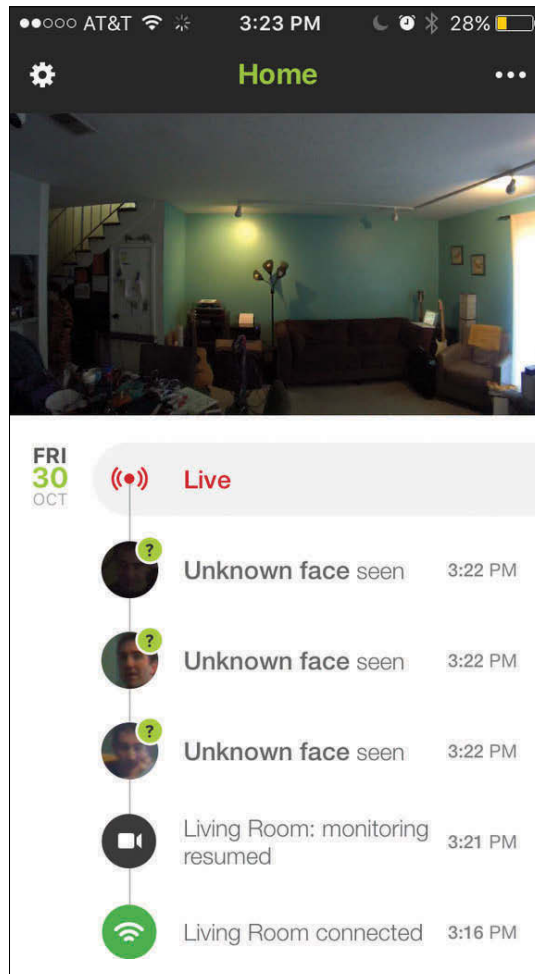 ●●○○○ AT&T 3:23 PM 28%
Home
FRI
30
OCT
Live
? Unknown face seen 3:22 PM
? Unknown face seen 3:22 PM
? Unknown face seen 3:22 PM
Living Room: monitoring
resumed 3:21 PM
Living Room connected 3:16 PM